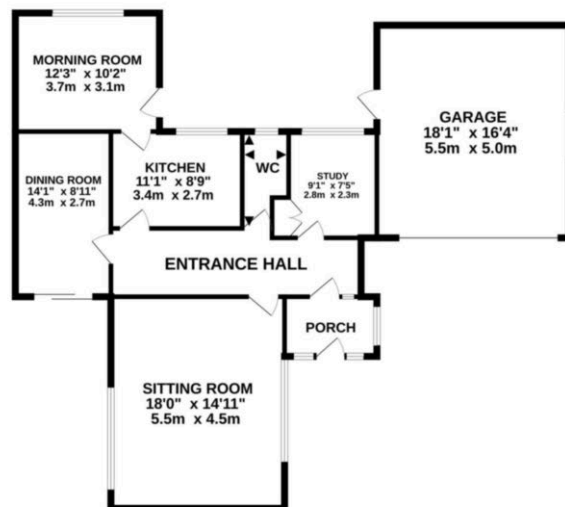 MORNING ROOM
12'3" x 10'2"
3.7m x 3.1m
GARAGE
18'1" x 16'4"
5.5m x 5.0m
KITCHEN
11'1" x 8'9"
3.4m x 2.7m
WC
STUDY
9'1" x 7'5"
2.8m x 2.3m
DINING ROOM
14'1" x 8'11"
4.3m x 2.7m
ENTRANCE HALL
PORCH
SITTING ROOM
18'0" x 14'11"
5.5m x 4.5m